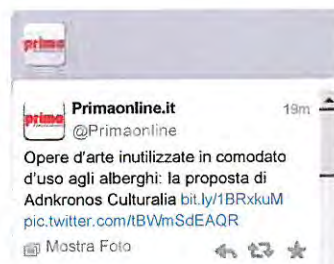 prima
prima
Primaonline.it 19m
@Primaonline
Opere d'arte inutilizzate in comodato
d'uso agli alberghi: la proposta di
Adnkronos Culturalia bit.ly/1BRxkuM
pic.twitter.com/tBWmSdEAQR
Mostra Foto